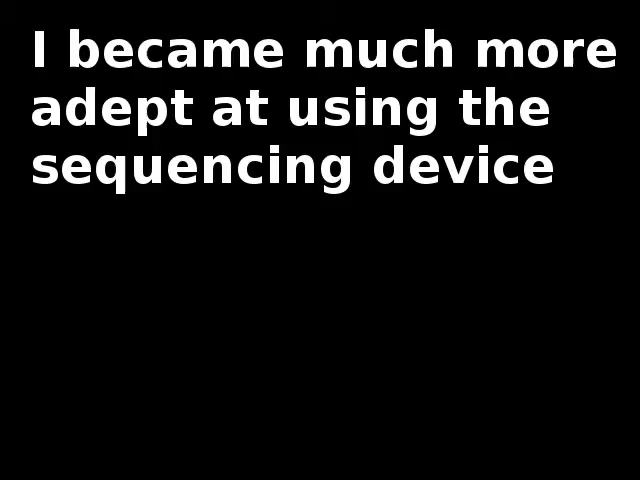 I became much more
adept at using the
sequencing device